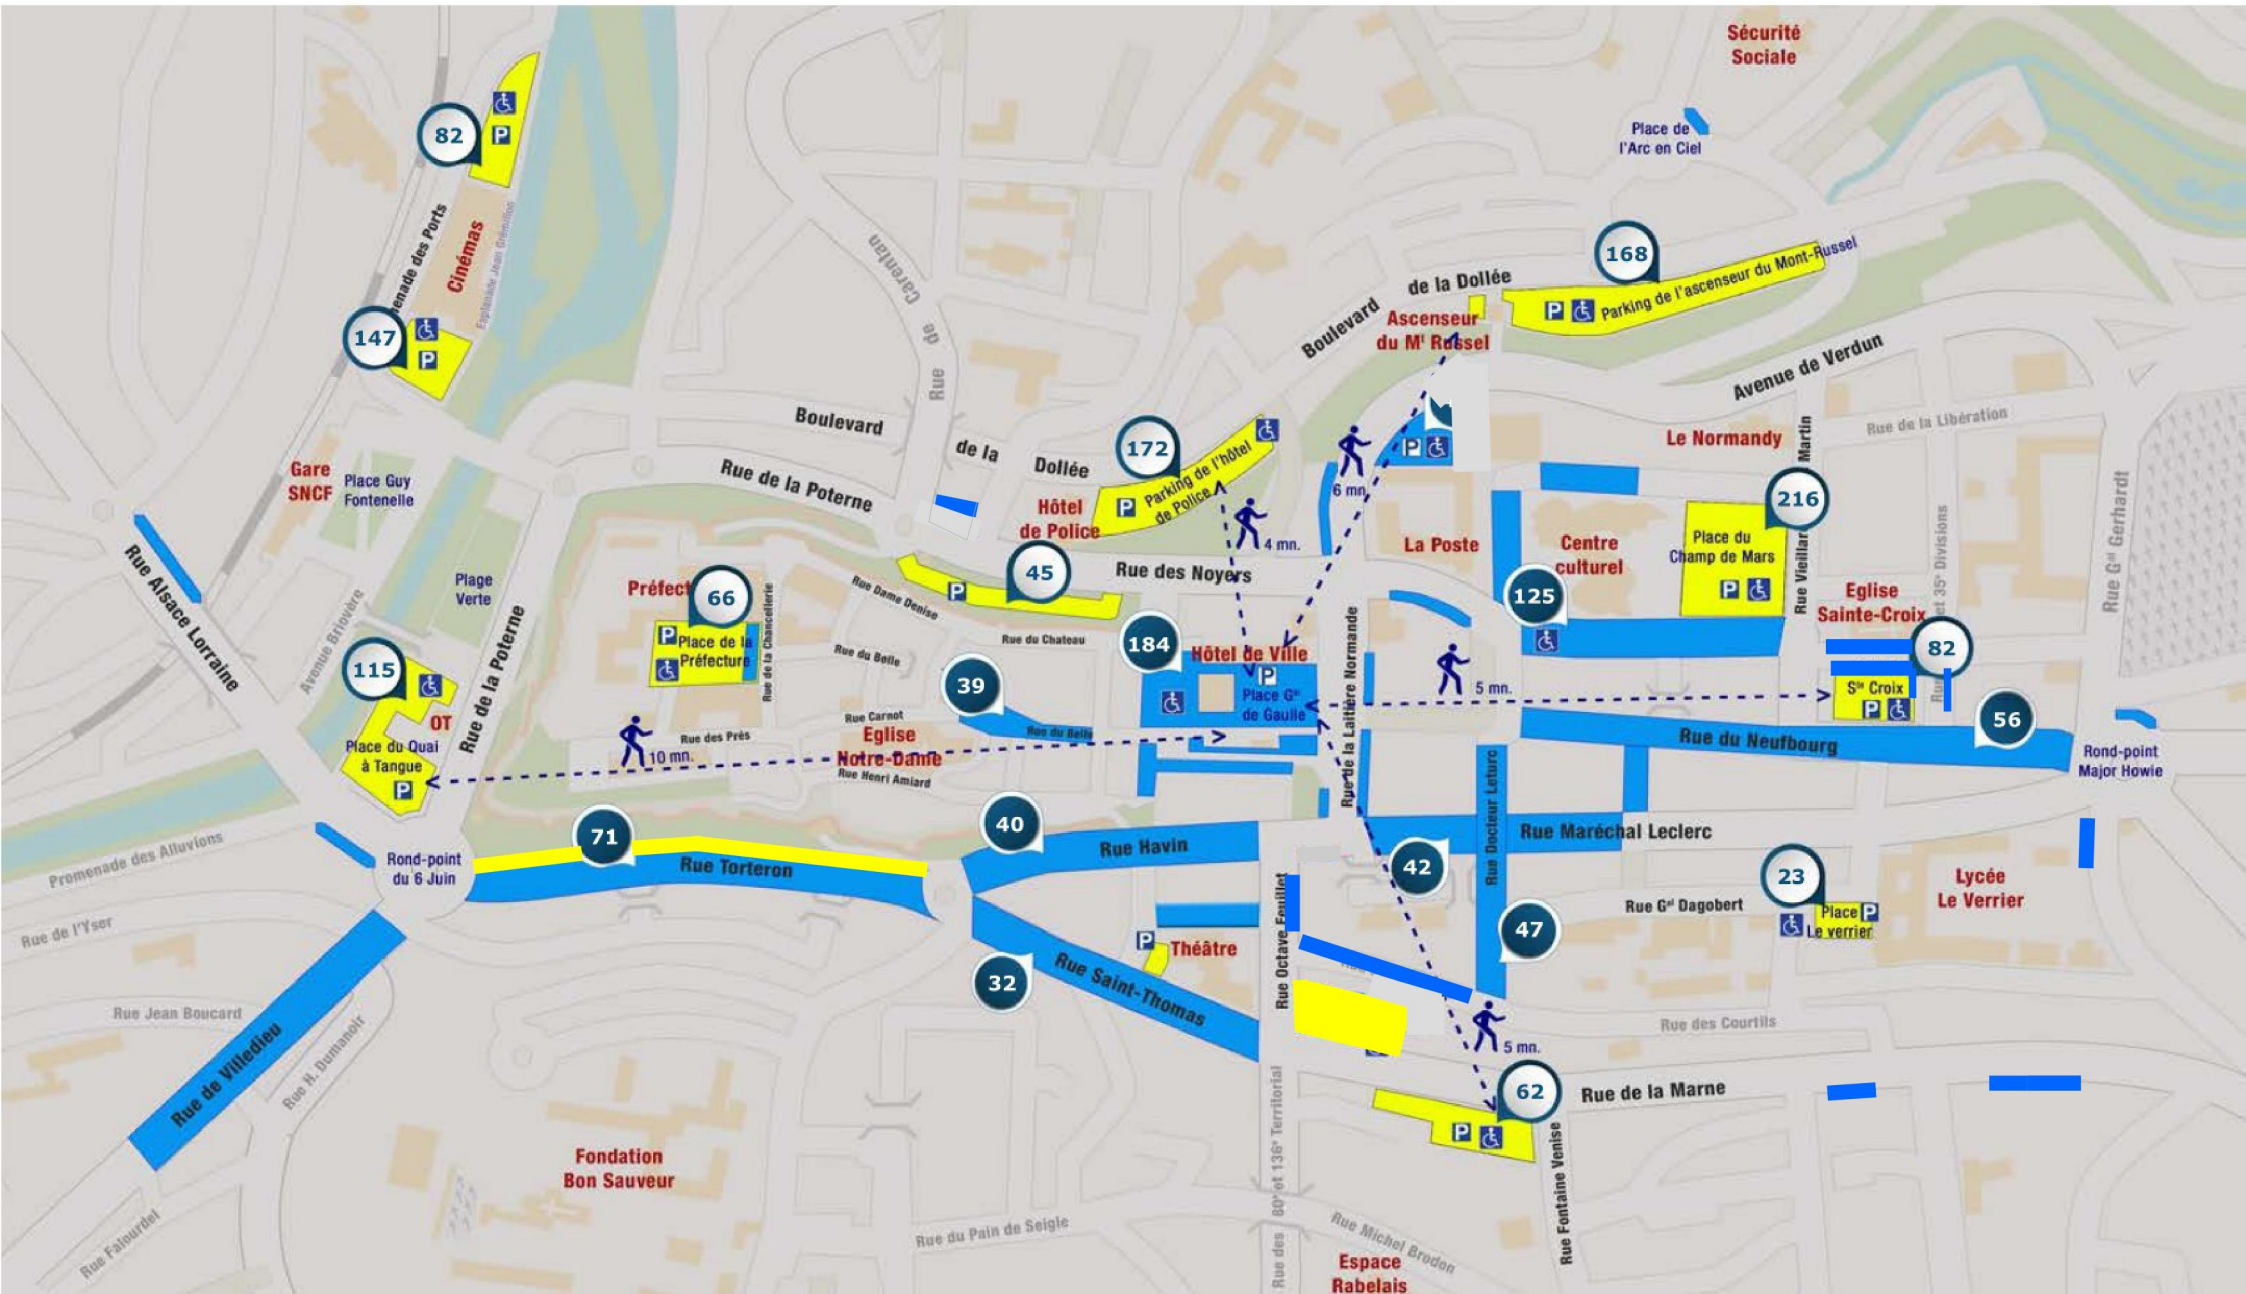 Sécurité
Sociale
Place de
l'Arc en Ciel
82
P
Cinémas
Esplanade Jean Grémillon
enade des Ports
147
P
168
P
Parking de l'ascenseur du Mont-Russel
Boulevard
de la Dollée
Ascenseur
du Mt Russel
Avenue de Verdun
Rue
de
Carentan
Boulevard
de la
Dollée
Rue de la Poterne
172
P
Parking de l'hôtel
de Police
Hôtel
de Police
4 mn.
6 mn.
P
Le Normandy
Rue de la Libération
Rue Vieillar
Martin
216
Place du
Champ de Mars
P
Gare
SNCF
Place Guy
Fontenelle
La Poste
Centre
culturel
125
Rue Gal Gerhardt
Rue Alsace Lorraine
Plage
Verte
Avenue Briovère
Rue de la Poterne
Préfect
66
P
Place de la
Préfecture
Rue de la Chancellerie
45
P
Rue des Noyers
Rue Dame Denise
Rue du Chateau
Rue du Belle
184
Hôtel de Ville
P
Place Gal
de Gaulle
Rue de la Laitière Normande
5 mn.
Eglise
Sainte-Croix
82
Rue
et 35e Divisions
Ste Croix
P
115
OT
Place du Quai
à Tangue
P
39
Rue du Belle
Rue Carnot
Rue des Prés
Eglise
Notre-Dame
Rue Henri Amiard
10 mn.
56
Rue du Neufbourg
Rond-point
Major Howie
71
Rue Torteron
Rond-point
du 6 Juin
Promenade des Alluvions
40
Rue Havin
42
Rue Docteur Leturc
Rue Maréchal Leclerc
23
Place
P
Le verrier
Rue Gal Dagobert
Lycée
Le Verrier
47
P
Théâtre
Rue Octave Feuillet
32
Rue Saint-Thomas
Rue de l'Yser
Rue Jean Boucard
Rue de Villedieu
Rue H. Dumanoir
5 mn.
Rue des Courtils
62
P
Rue de la Marne
Rue Fontaine Venise
Rue des 80e et 136e Territorial
Fondation
Bon Sauveur
Rue Falourdel
Rue du Pain de Seigle
Rue Michel Brodon
Espace
Rabelais